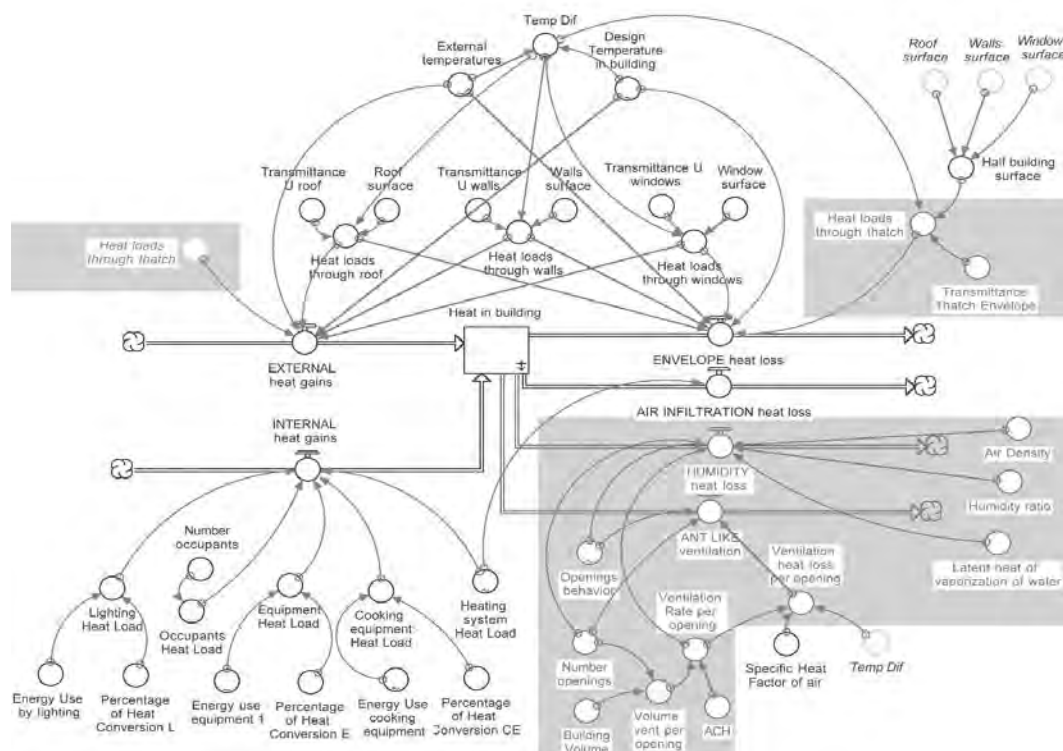 Temp Dif
External
temperatures
Design
Temperature
in building
Roof
surface
Walls
surface
Window
surface
Half building
surface
Transmittance
U roof
Roof
surface
Transmittance
U walls
Walls
surface
Transmittance U
windows
Window
surface
Heat loads
through thatch
Heat loads
through roof
Heat loads
through walls
Heat loads
through windows
Heat loads
through thatch
Transmittance
Thatch Envelope
Heat in building
EXTERNAL
heat gains
ENVELOPE heat loss
AIR INFILTRATION heat loss
INTERNAL
heat gains
HUMIDITY
heat loss
Air Density
Humidity ratio
ANT LIKE
ventilation
Latent heat of
vaporization of water
Number
occupants
Openings
behavior
Ventilation
heat loss
per opening
Lighting
Heat Load
Occupants
Heat Load
Equipment
Heat Load
Cooking
equipment
Heat Load
Heating
system
Heat Load
Ventilation
Rate per
opening
Number
openings
Specific Heat
Factor of air
Temp Dif
Energy Use
by lighting
Percentage
of Heat
Conversion L
Energy use
equipment 1
Percentage
of Heat
Conversion E
Energy Use
cooking
equipment
Percentage
of Heat
Conversion CE
Building
Volume
Volume
vent per
opening
ACH